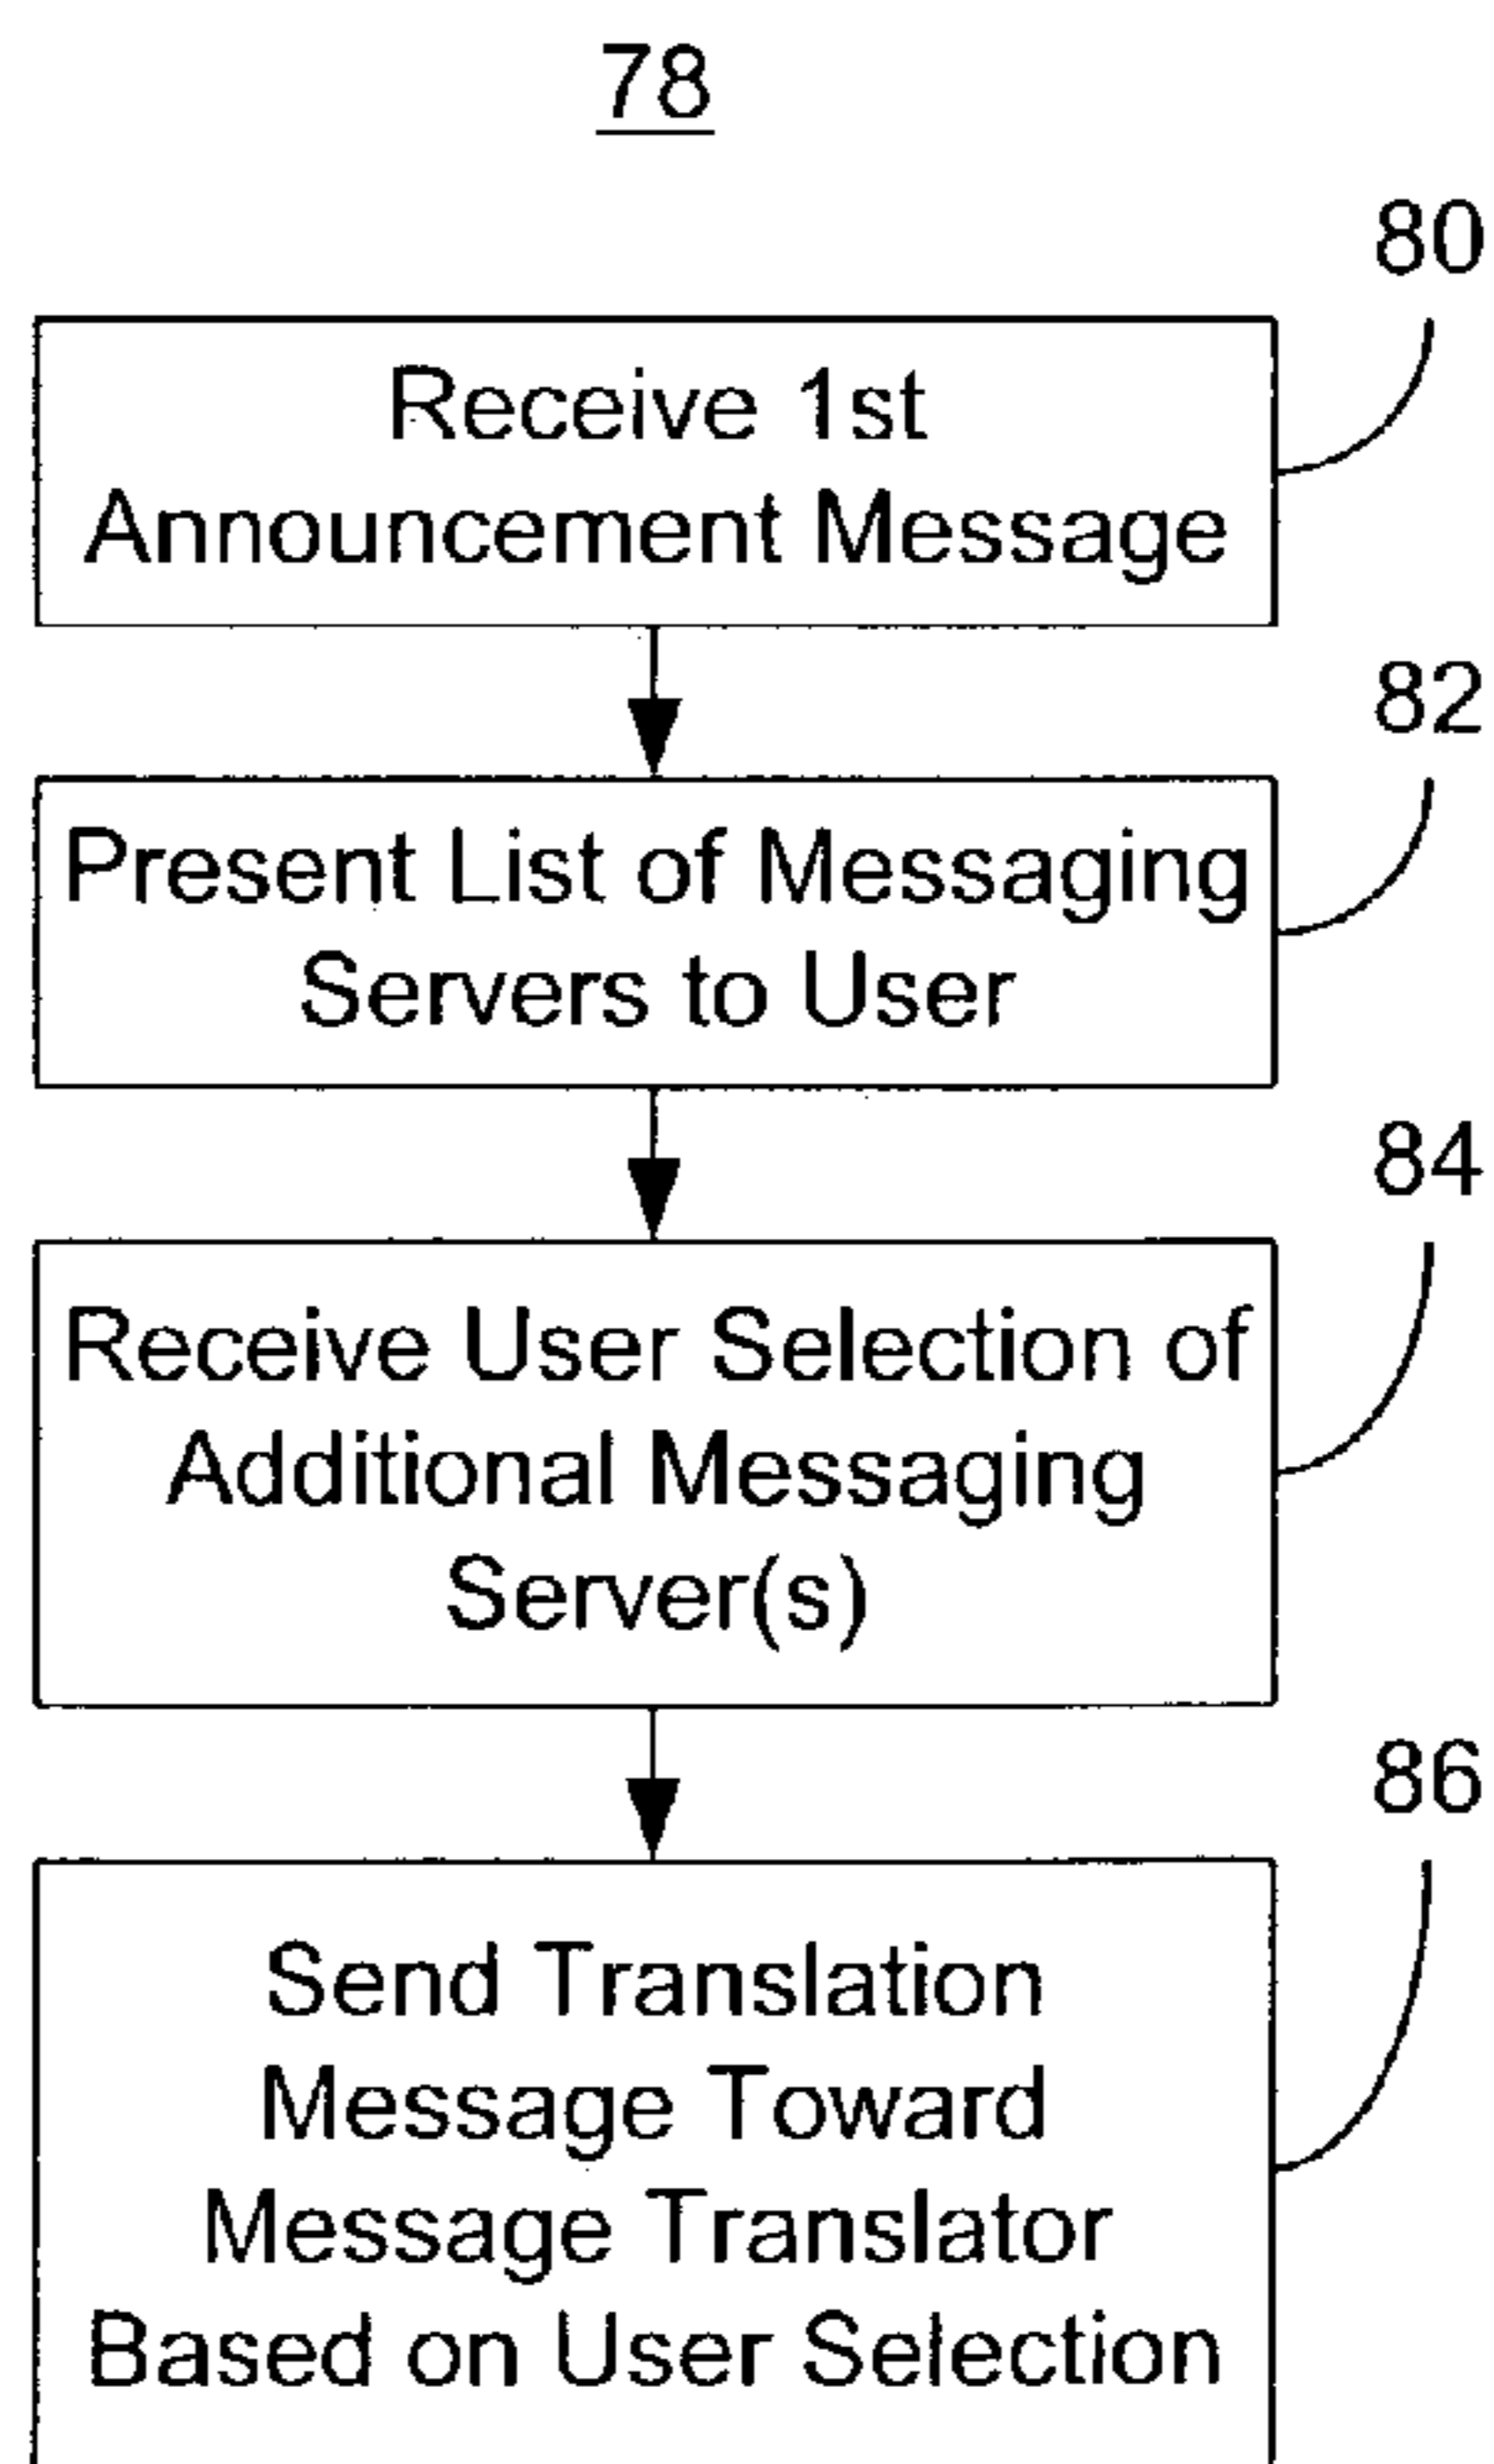 78
80
Receive 1st
Announcement Message
82
Present List of Messaging
Servers to User
84
Receive User Selection of
Additional Messaging
Server(s)
86
Send Translation
Message Toward
Message Translator
Based on User Selection